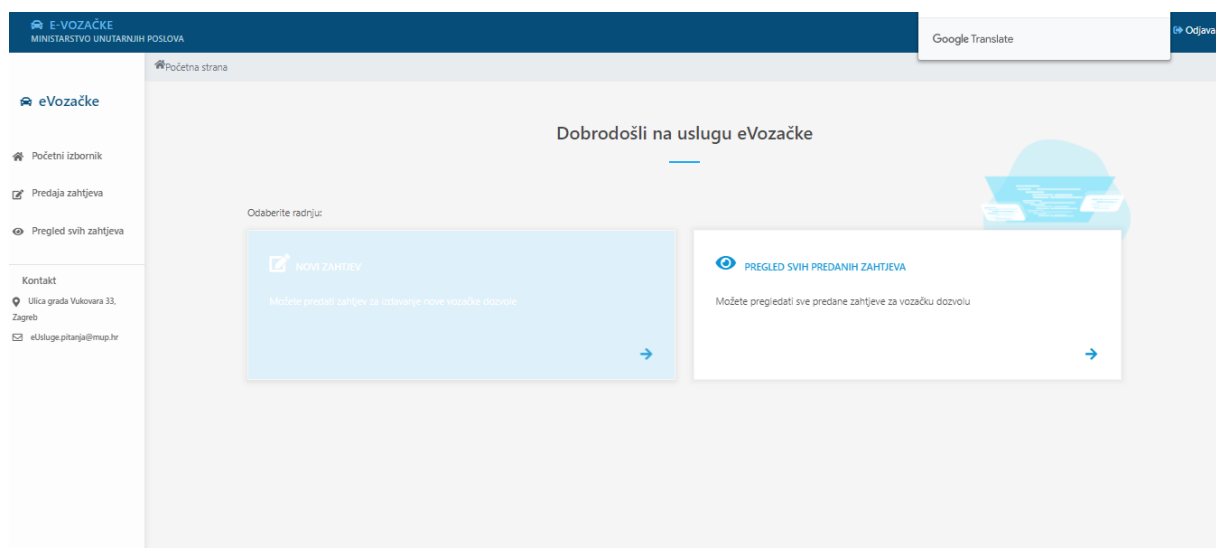 E-VOZAČKE
MINISTARSTVO UNUTARNJIH POSLOVA
Google Translate
Odjava
Početna strana
eVozačke
Početni izbornik
Predaja zahtjeva
Pregled svih zahtjeva
Kontakt
Ulica grada Vukovara 33,
Zagreb
eUsluge.pitanja@mup.hr
Dobrodošli na uslugu eVozačke
Odaberite radnju:
NOVI ZAHTJEV
Možete predati zahtjev za izdavanje nove vozačke dozvole
PREGLED SVIH PREDANIH ZAHTJEVA
Možete pregledati sve predane zahtjeve za vozačku dozvolu